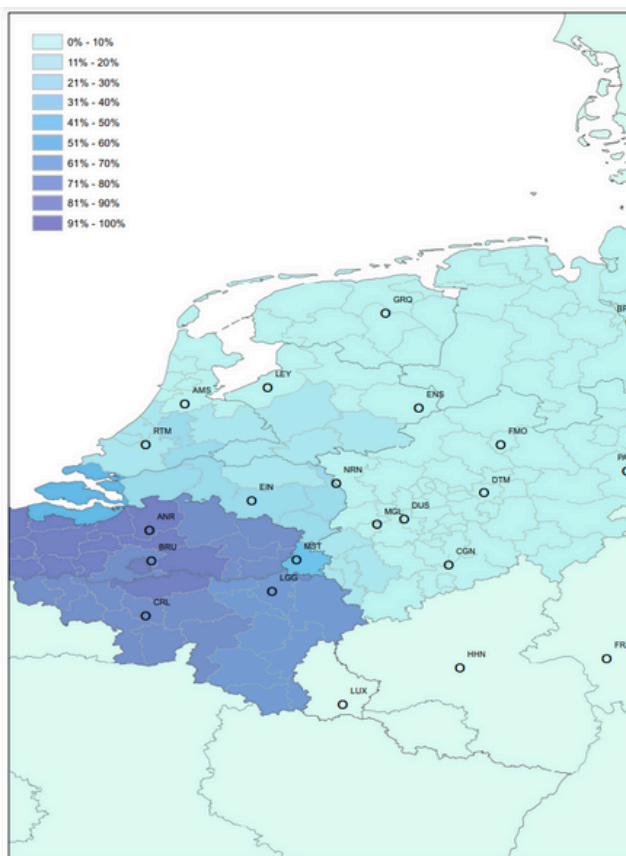 0% - 10%
11% - 20%
21% - 30%
31% - 40%
41% - 50%
51% - 60%
61% - 70%
71% - 80%
81% - 90%
91% - 100%
GRQ
LEY
AMS
ENS
RTM
FMO
NRN
EIN
DTM
MGL
DUS
ANR
BRU
MST
CGN
LGG
CRL
HHN
LUX